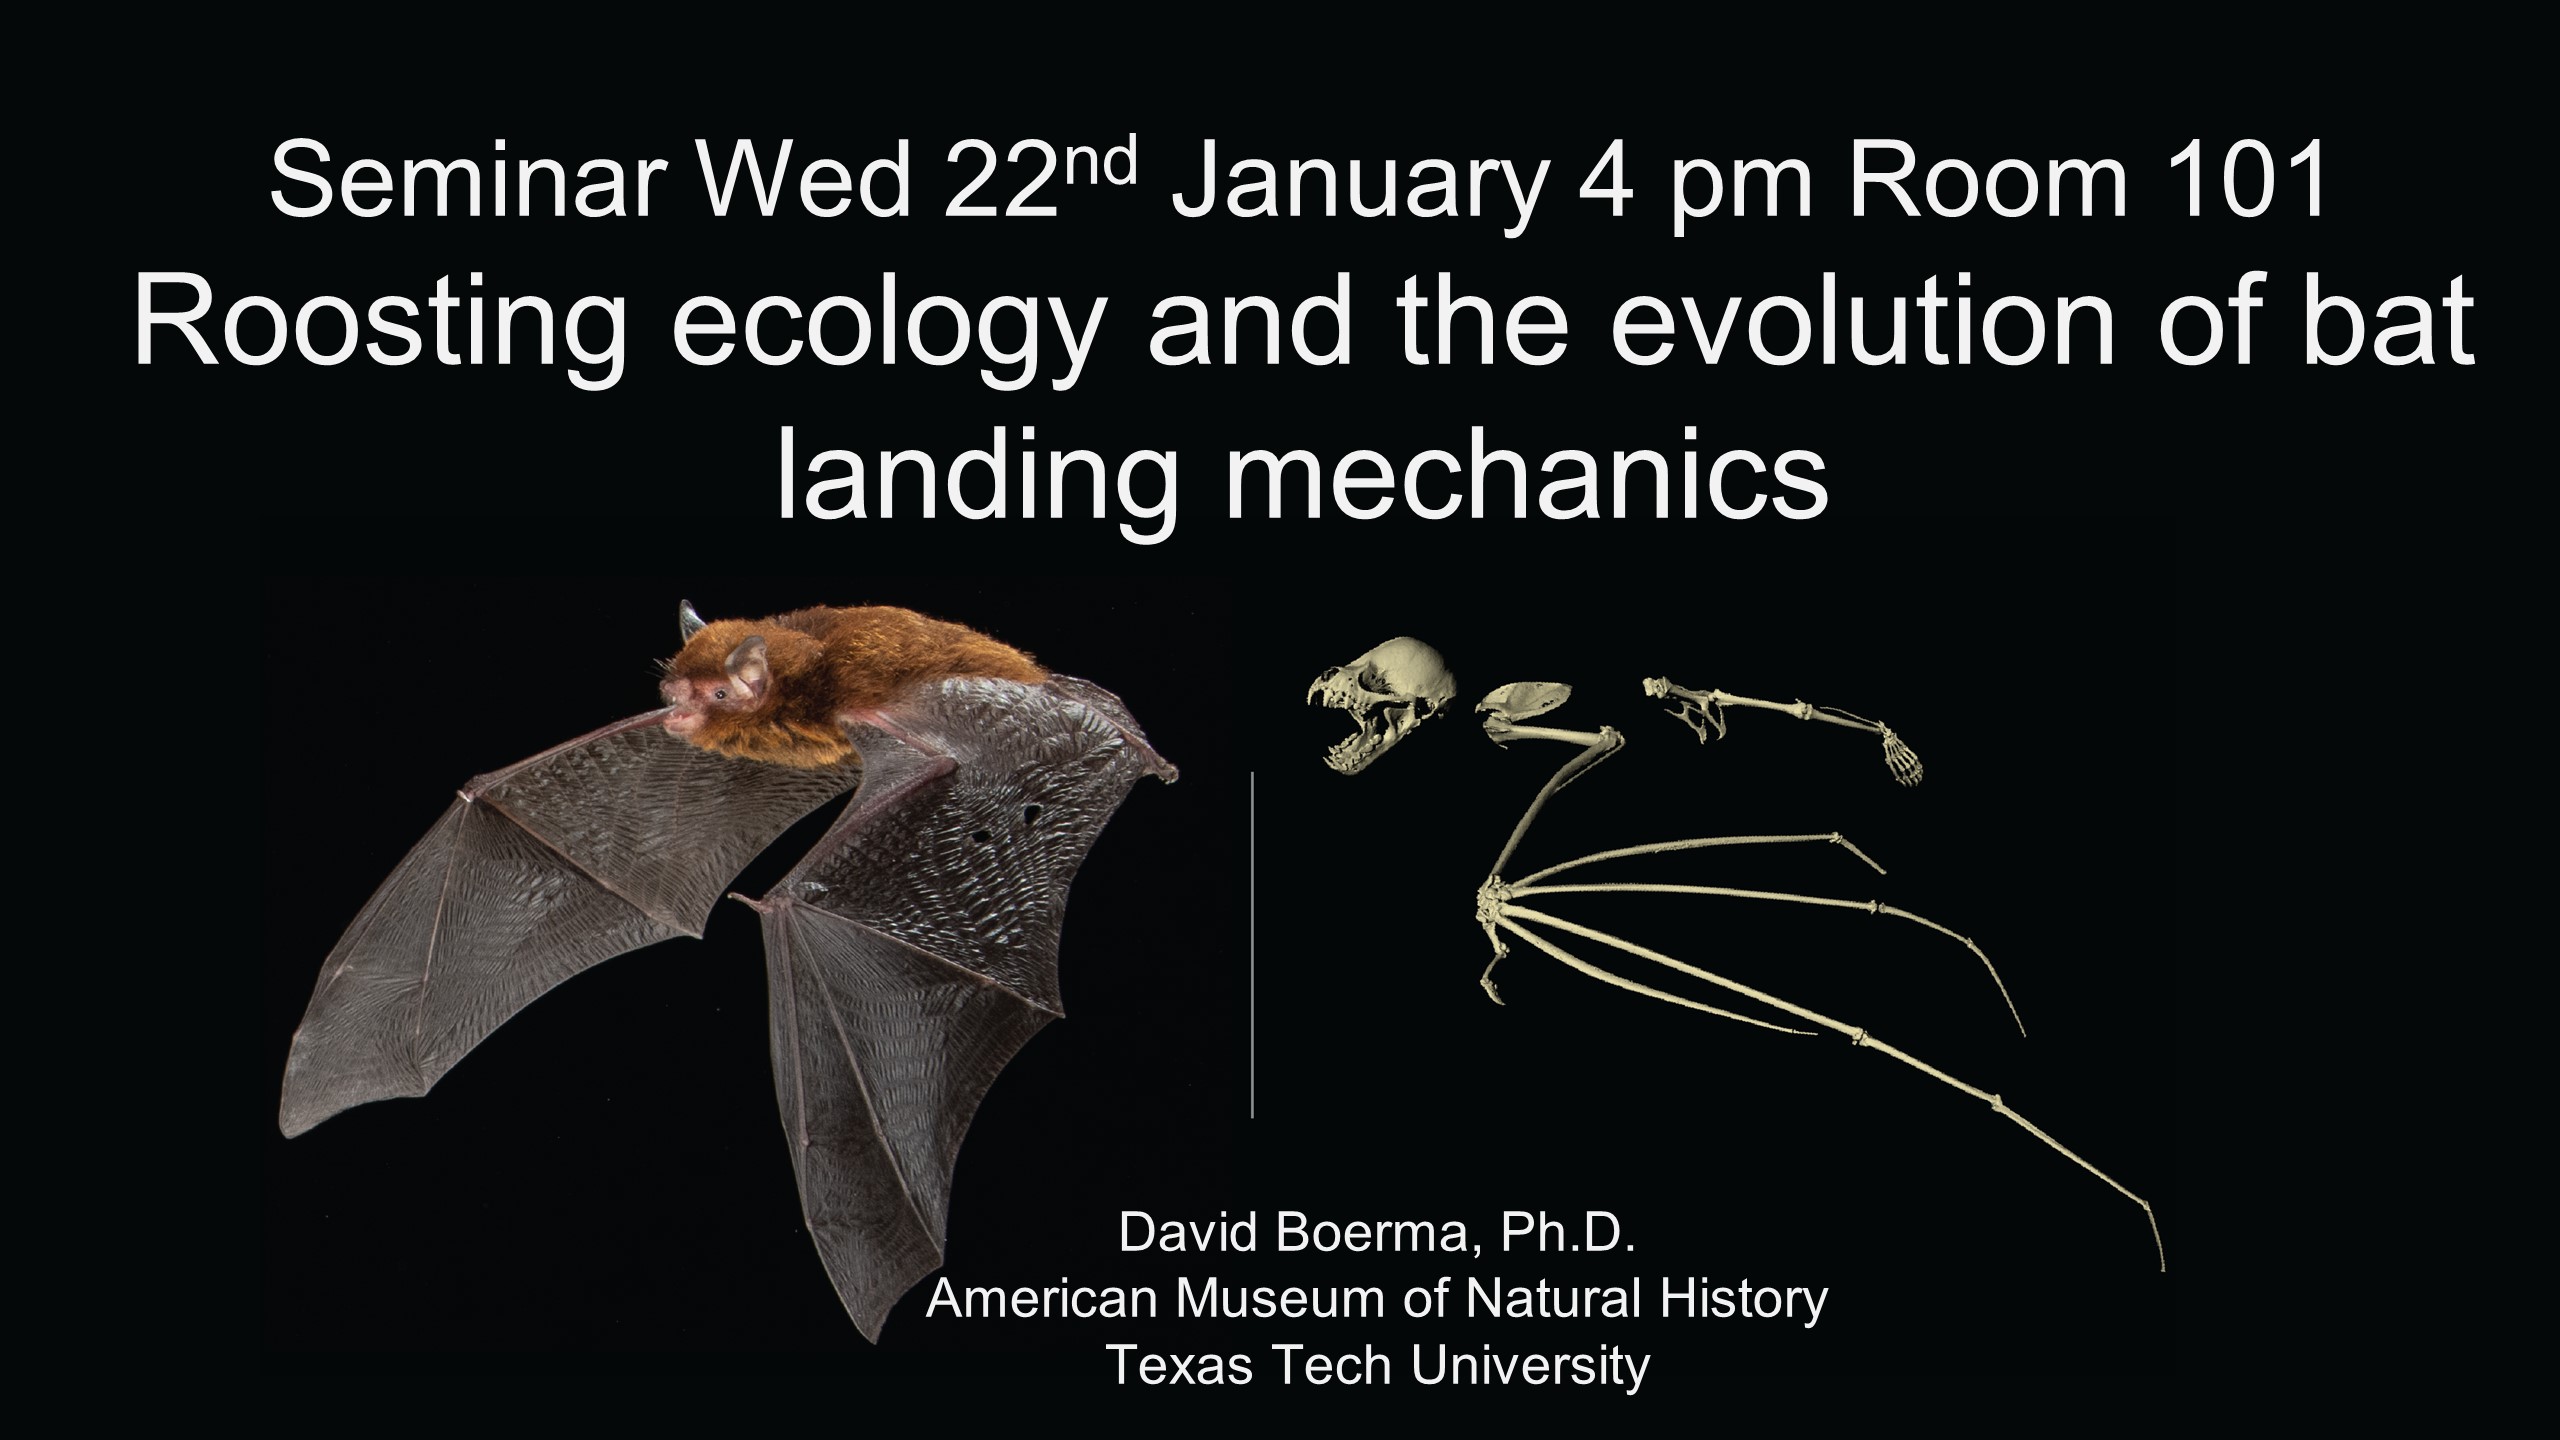 Seminar Wed 22nd January 4 pm Room 101
Roosting ecology and the evolution of bat
landing mechanics
David Boerma, Ph.D.
American Museum of Natural History
Texas Tech University